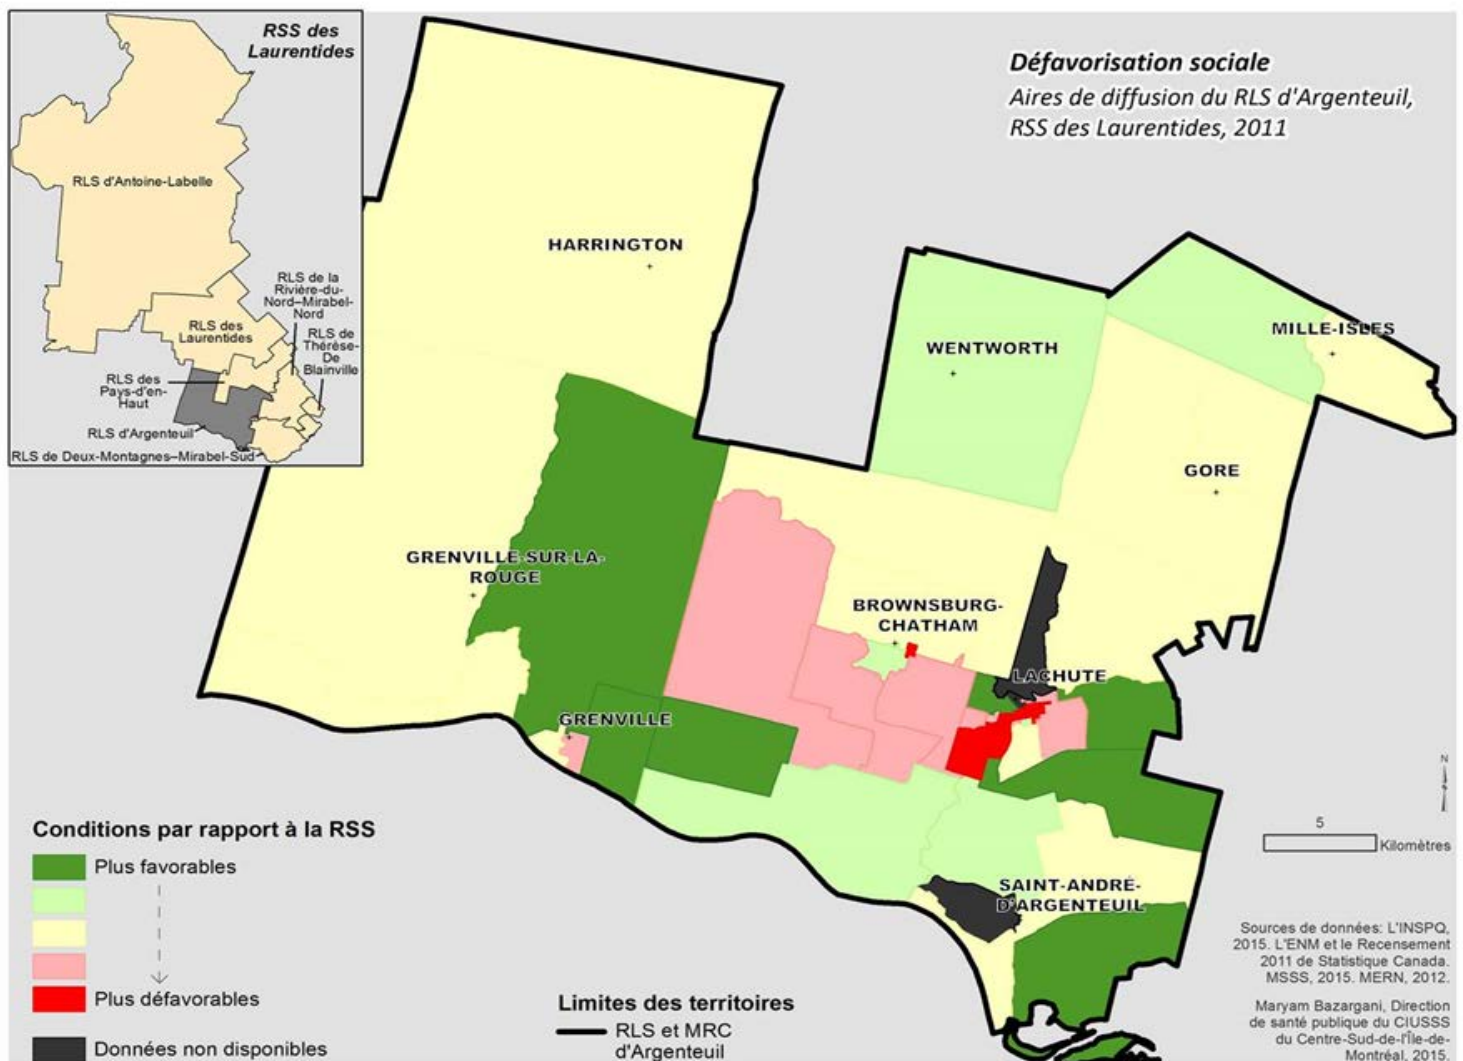 RSS des
Laurentides
RLS d'Antoine-Labelle
RLS de la
Rivière-du-
Nord–Mirabel-
Nord
RLS des
Laurentides
RLS de
Thérèse-
De
Blainville
RLS des
Pays-d'en-
Haut
RLS d'Argenteuil
RLS de Deux-Montagnes–Mirabel-Sud
Défavorisation sociale
Aires de diffusion du RLS d'Argenteuil,
RSS des Laurentides, 2011
HARRINGTON
WENTWORTH
MILLE-ISLES
GORE
GRENVILLE-SUR-LA-
ROUGE
BROWNSBURG-
CHATHAM
LACHUTE
GRENVILLE
SAINT-ANDRÉ-
D'ARGENTEUIL
N
5
Kilomètres
Conditions par rapport à la RSS
Plus favorables
Plus défavorables
Données non disponibles
Limites des territoires
RLS et MRC
d'Argenteuil
Sources de données: L'INSPQ,
2015. L'ENM et le Recensement
2011 de Statistique Canada.
MSSS, 2015. MERN, 2012.
Maryam Bazargani, Direction
de santé publique du CIUSSS
du Centre-Sud-de-l'Île-de-
Montréal, 2015.